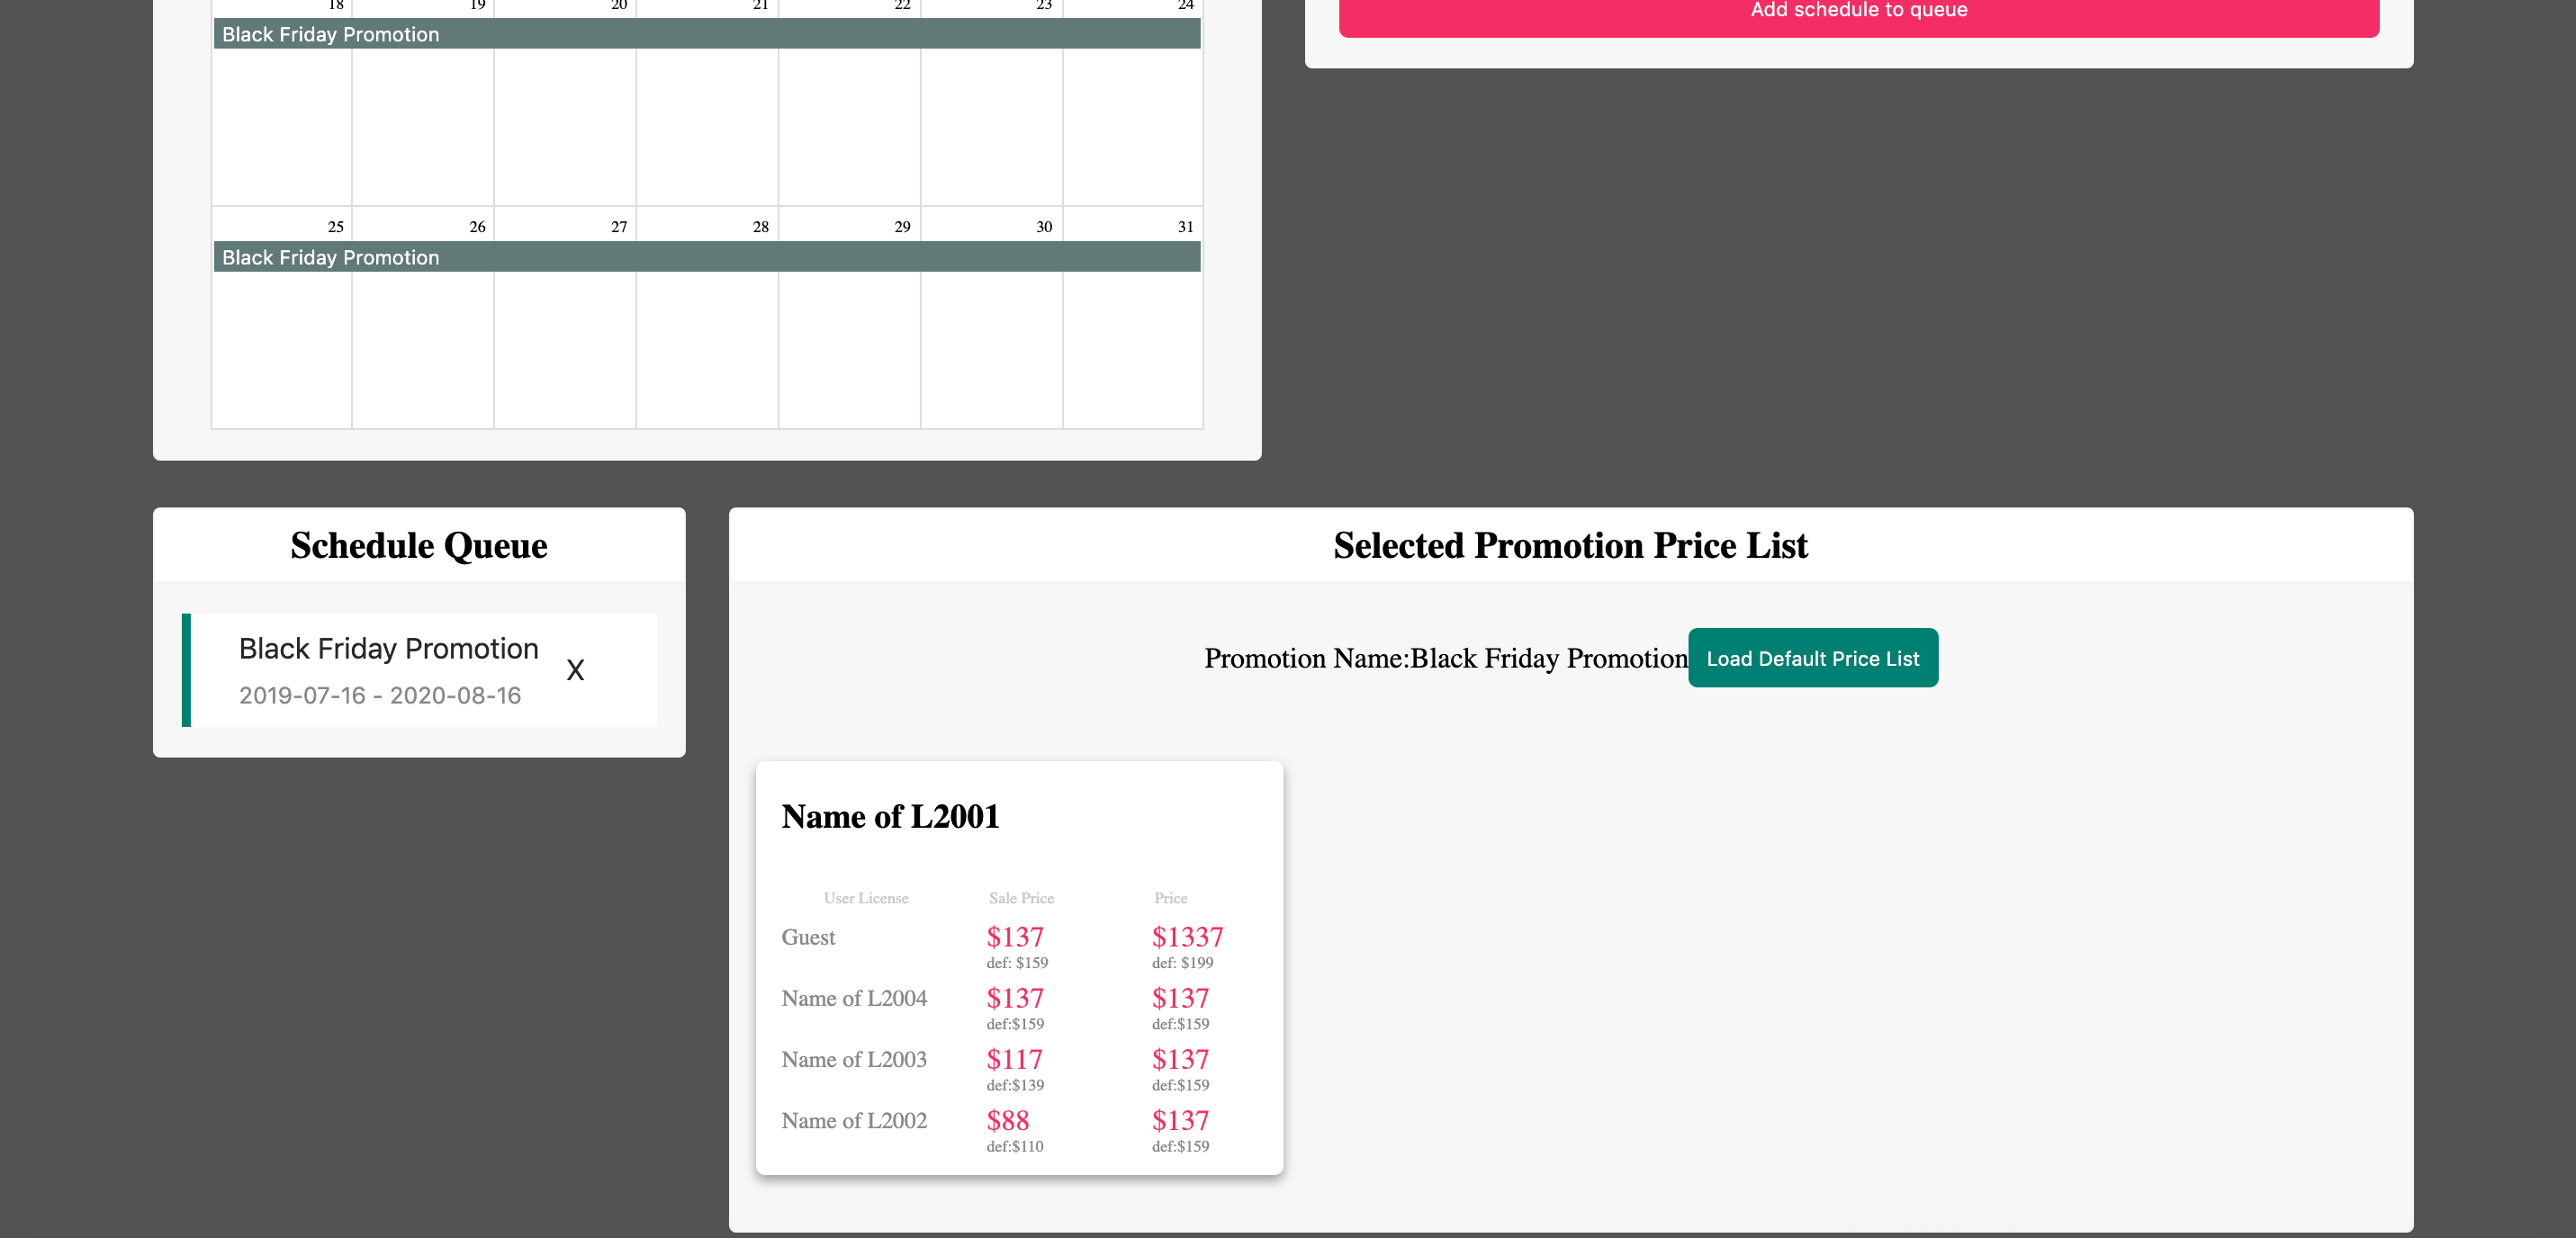 18 19 20 21 22 23 24
Black Friday Promotion
25 26 27 28 29 30 31
Black Friday Promotion
Add schedule to queue
Schedule Queue
Black Friday Promotion
X
2019-07-16 - 2020-08-16
Selected Promotion Price List
Promotion Name:Black Friday Promotion Load Default Price List
Name of L2001
User License Sale Price Price
Guest $137 $1337
def: $159 def: $199
Name of L2004 $137 $137
def:$159 def:$159
Name of L2003 $117 $137
def:$139 def:$159
Name of L2002 $88 $137
def:$110 def:$159